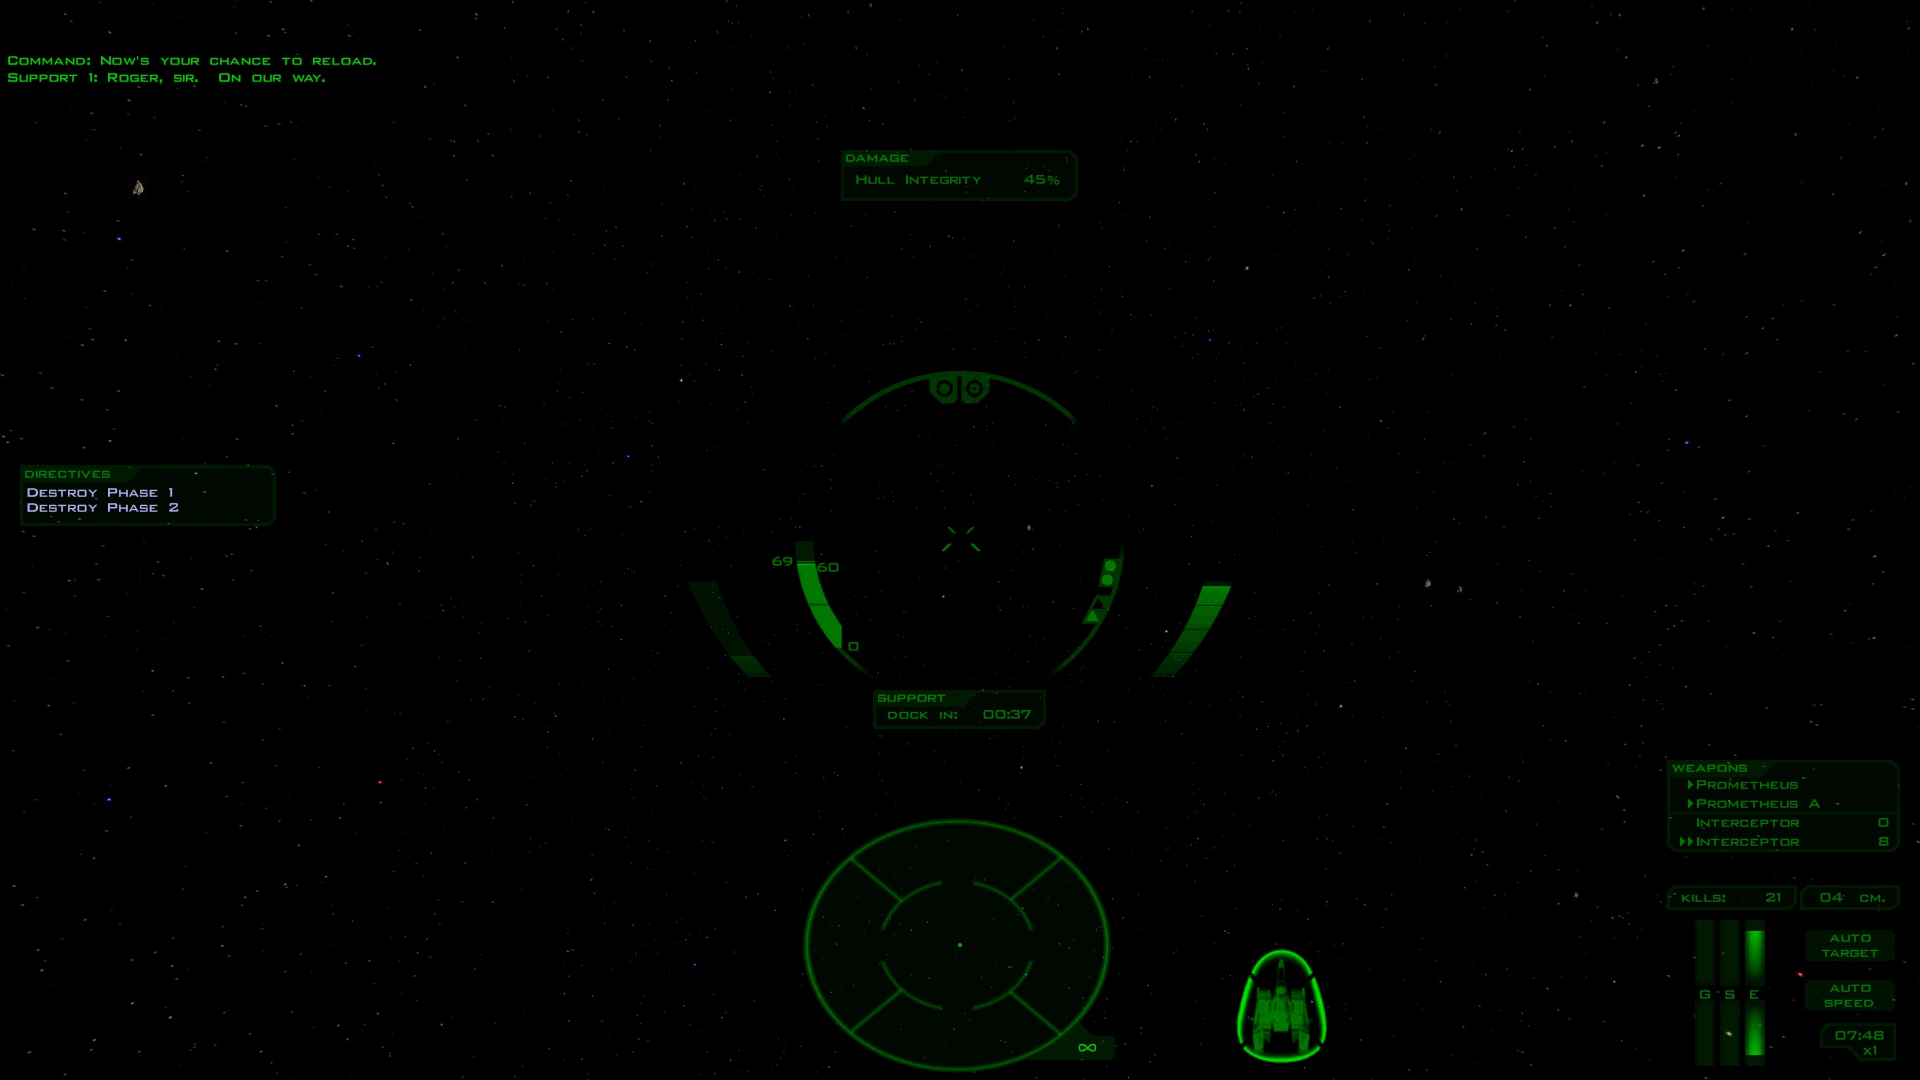 Command: Now's your chance to reload.
Support 1: Roger, sir.  On our way.
Damage
Hull Integrity 45%
Directives
Destroy Phase 1
Destroy Phase 2
69
60
0
Support
Dock in: 00:37
Weapons
Prometheus
Prometheus A
Interceptor 0
Interceptor 8
Kills: 21
04 cm.
Auto
Target
G S E
Auto
Speed
07:48
x1
∞